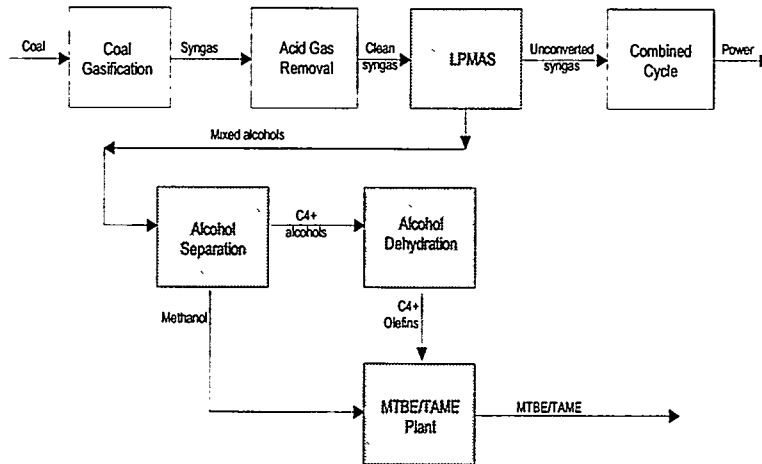 Coal
Coal
Gasification
Syngas
Acid Gas
Removal
Clean
syngas
LPMAS
Unconverted
syngas
Combined
Cycle
Power
Mixed alcohols
Alcohol
Separation
C4+
alcohols
Alcohol
Dehydration
Methanol
C4+
Olefins
MTBE/TAME
Plant
MTBE/TAME